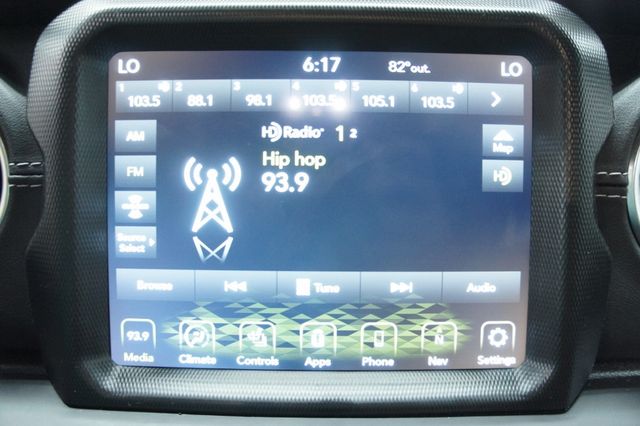 LO 6:17 82° out. LO
1 2 3 4 5 6
103.5 88.1 98.1 103.5 105.1 103.5
AM HD Radio 1 2 Map
Hip hop
FM 93.9
Source
Select
Browse Tune Audio
93.9 N
Media Climate Controls Apps Phone Nav Settings